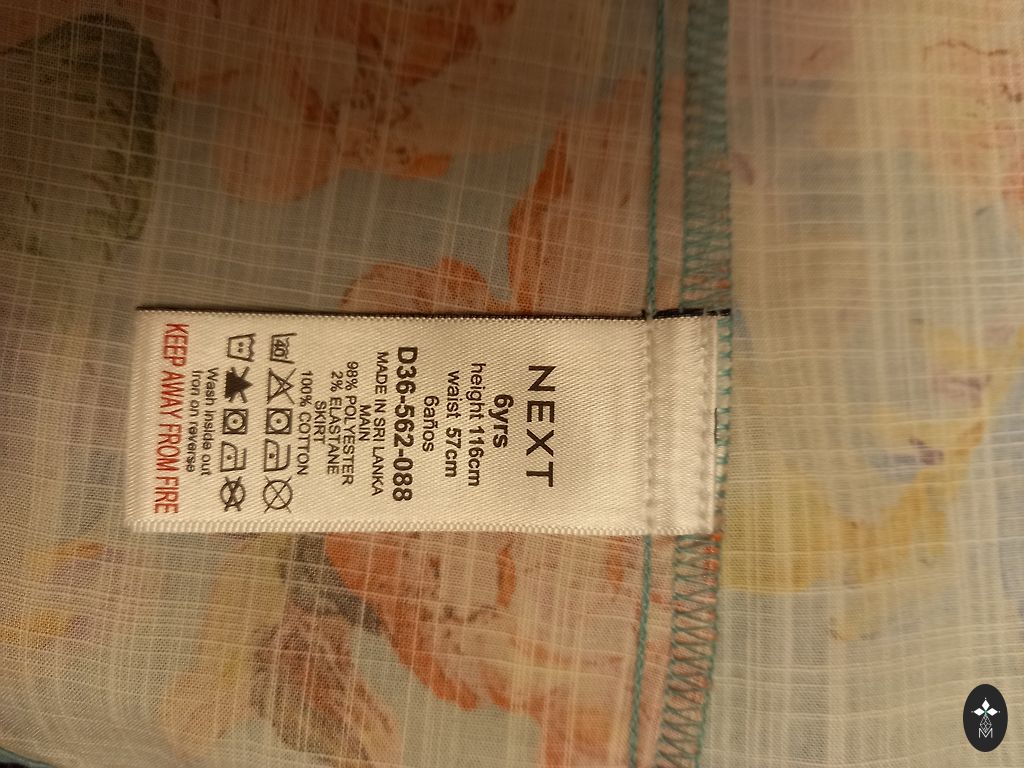 NEXT
6yrs
height 116cm
waist 57cm
6años
D36-562-088
MADE IN SRI LANKA
MAIN
98% POLYESTER
2% ELASTANE
SKIRT
100% COTTON
40
Wash inside out
Iron on reverse
KEEP AWAY FROM FIRE
M